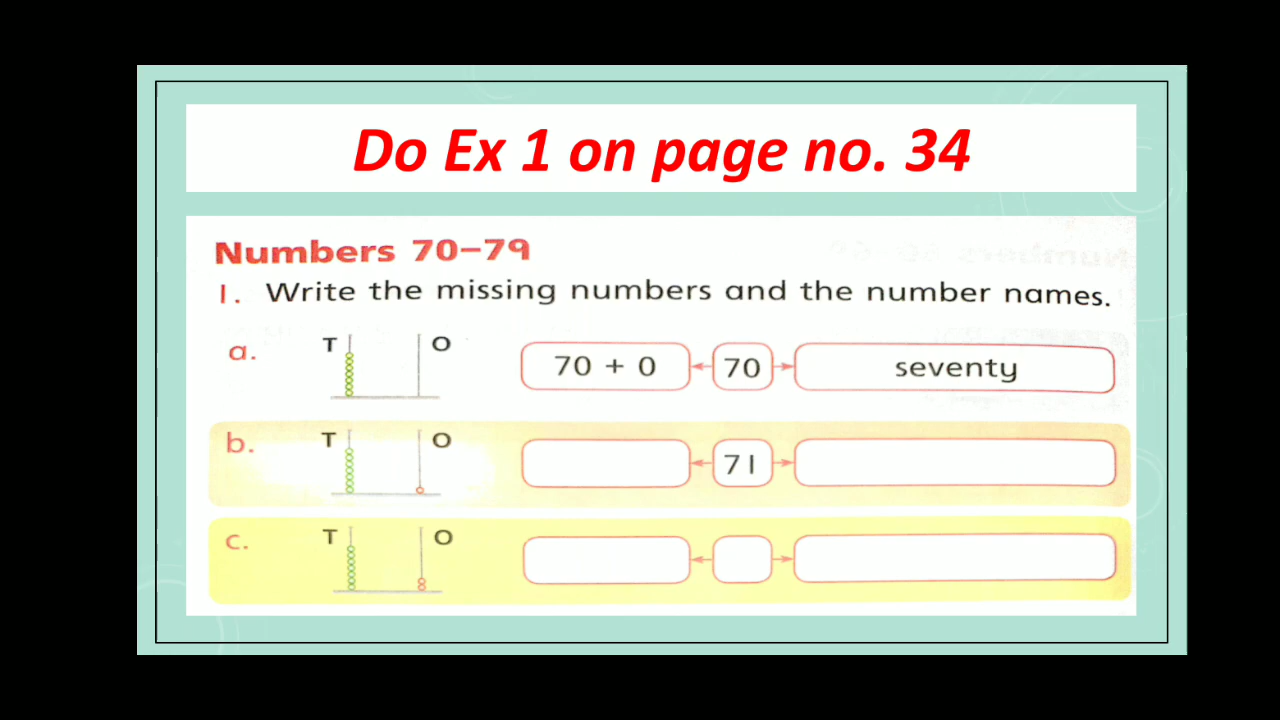 Do Ex 1 on page no. 34
Numbers 70–79
1. Write the missing numbers and the number names.
a. T O 70 + 0 70 seventy
b. T O 71
c. T O